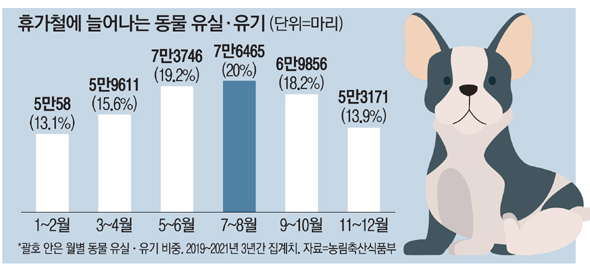 휴가철에 늘어나는 동물 유실·유기 (단위=마리)
5만58
(13.1%)
5만9611
(15.6%)
7만3746
(19.2%)
7만6465
(20%)
6만9856
(18.2%)
5만3171
(13.9%)
1~2월 3~4월 5~6월 7~8월 9~10월 11~12월
*괄호 안은 월별 동물 유실·유기 비중. 2019~2021년 3년간 집계치. 자료=농림축산식품부